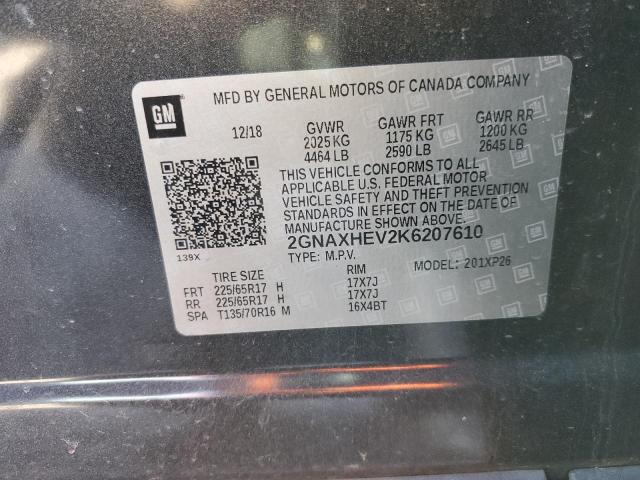 GM
MFD BY GENERAL MOTORS OF CANADA COMPANY
12/18 GVWR GAWR FRT GAWR RR
2025 KG 1175 KG 1200 KG
4464 LB 2590 LB 2645 LB
THIS VEHICLE CONFORMS TO ALL
APPLICABLE U.S. FEDERAL MOTOR
VEHICLE SAFETY AND THEFT PREVENTION
STANDARDS IN EFFECT ON THE DATE OF
MANUFACTURE SHOWN ABOVE.
139X 2GNAXHEV2K6207610
TYPE: M.P.V. MODEL: 201XP26
TIRE SIZE RIM
FRT 225/65R17 H 17X7J
RR 225/65R17 H 17X7J
SPA T135/70R16 M 16X4BT